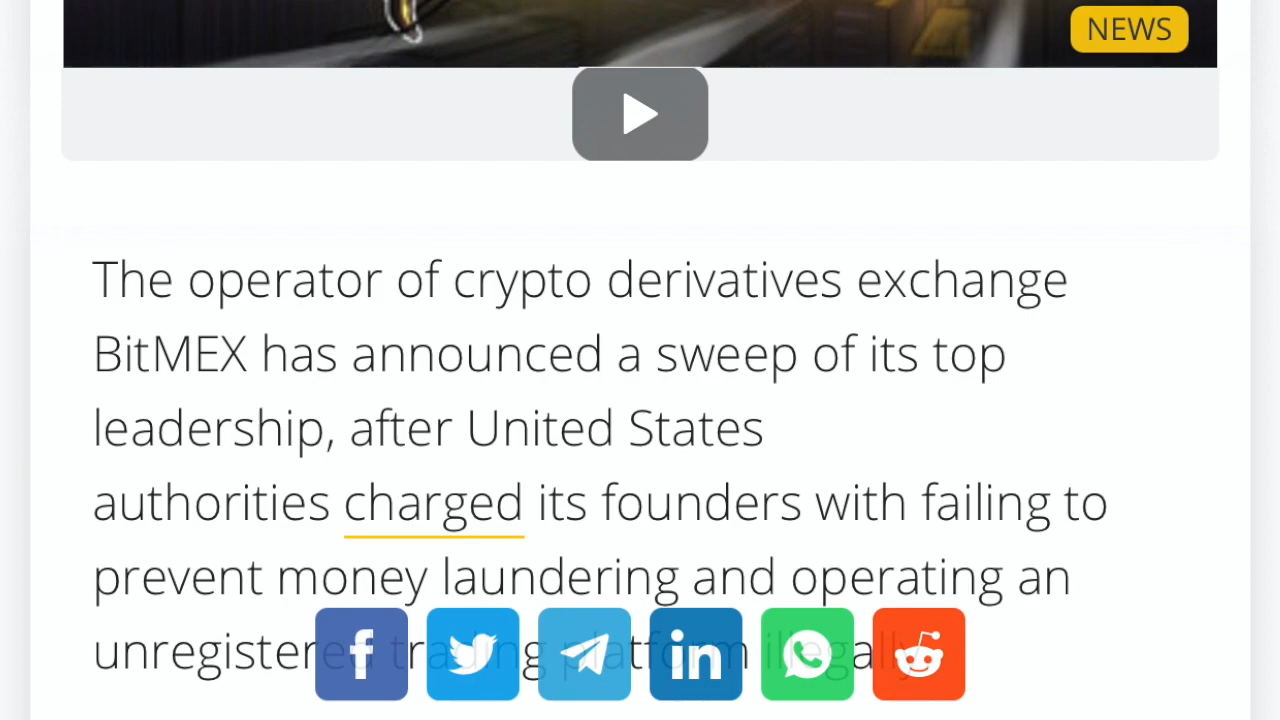 NEWS
The operator of crypto derivatives exchange
BitMEX has announced a sweep of its top
leadership, after United States
authorities charged its founders with failing to
prevent money laundering and operating an
unregistered trading platform illegally.